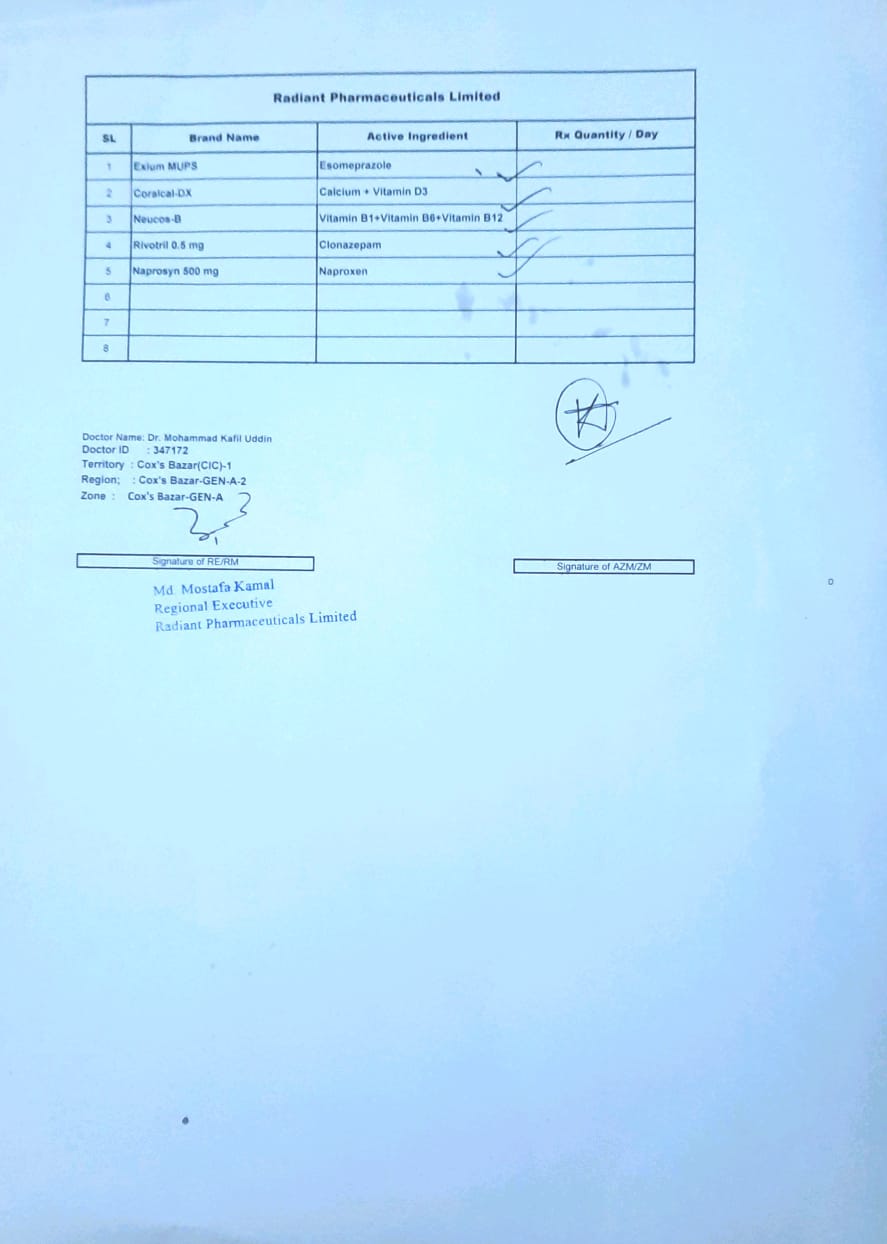 Radiant Pharmaceuticals Limited
SL Brand Name Active Ingredient Rx Quantity / Day
1 Exium MUPS Esomeprazole
2 Coralcal-DX Calcium + Vitamin D3
3 Neucos-B Vitamin B1+Vitamin B6+Vitamin B12
4 Rivotril 0.5 mg Clonazepam
5 Naprosyn 500 mg Naproxen
6
7
8
Doctor Name: Dr. Mohammad Kafil Uddin
Doctor ID : 347172
Territory : Cox's Bazar(CIC)-1
Region; : Cox's Bazar-GEN-A-2
Zone : Cox's Bazar-GEN-A
Signature of RE/RM Signature of AZM/ZM
Md. Mostafa Kamal
Regional Executive
Radiant Pharmaceuticals Limited